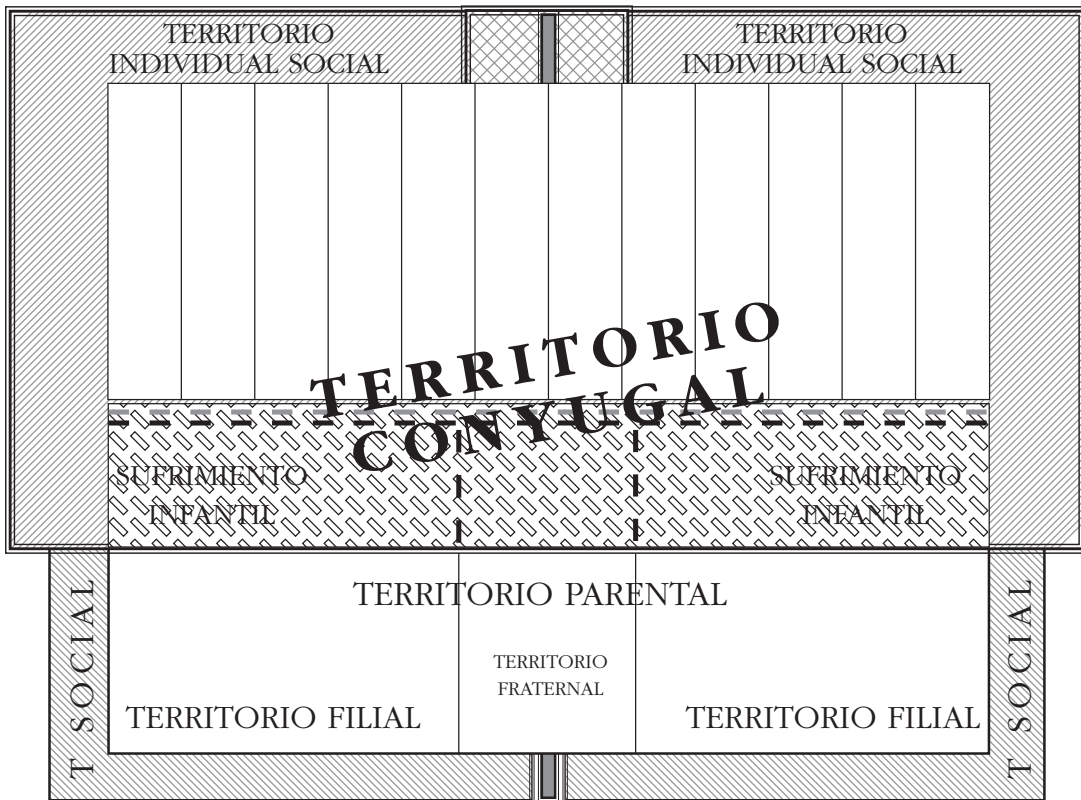 TERRITORIO
INDIVIDUAL SOCIAL
TERRITORIO
INDIVIDUAL SOCIAL
TERRITORIO
CONYUGAL
SUFRIMIENTO
INFANTIL
SUFRIMIENTO
INFANTIL
T SOCIAL
TERRITORIO PARENTAL
TERRITORIO
FRATERNAL
TERRITORIO FILIAL
TERRITORIO FILIAL
T SOCIAL